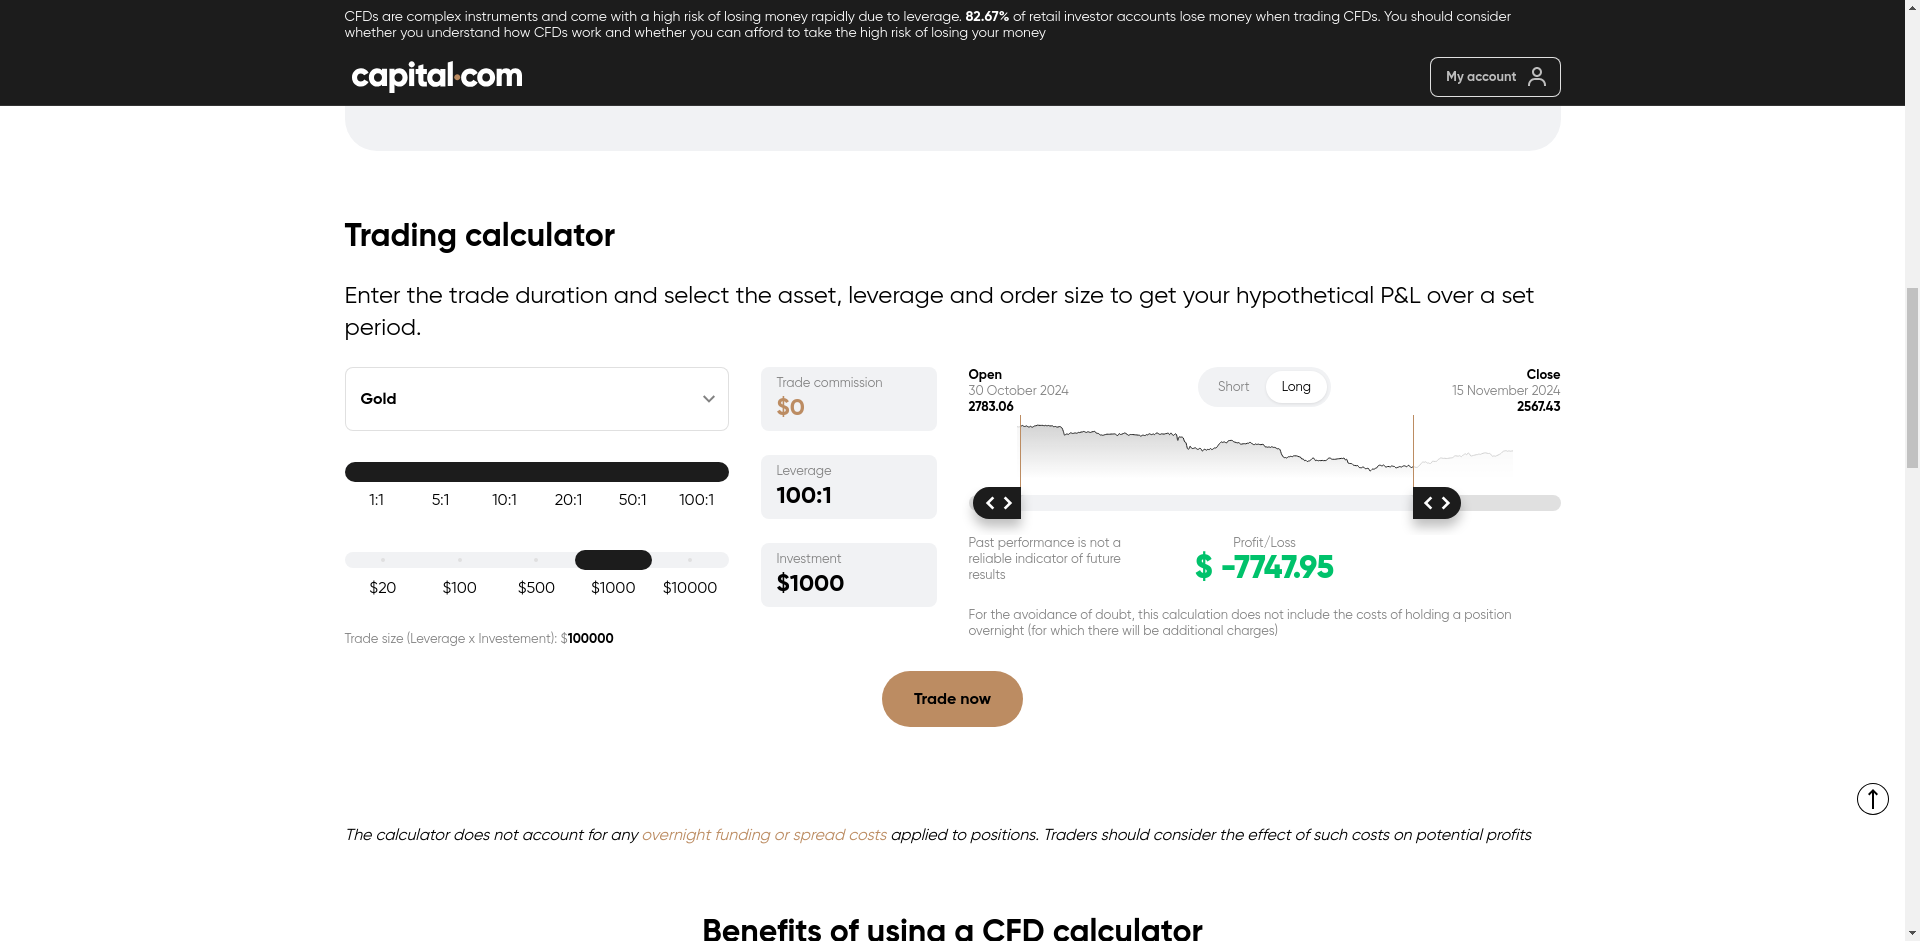 CFDs are complex instruments and come with a high risk of losing money rapidly due to leverage. 82.67% of retail investor accounts lose money when trading CFDs. You should consider
whether you understand how CFDs work and whether you can afford to take the high risk of losing your money
capital.com
My account
Trading calculator
Enter the trade duration and select the asset, leverage and order size to get your hypothetical P&L over a set
period.
Gold
1:1 5:1 10:1 20:1 50:1 100:1
$20 $100 $500 $1000 $10000
Trade size (Leverage x Investement): $100000
Trade commission
$0
Leverage
100:1
Investment
$1000
Open
30 October 2024
2783.06
Short Long
Close
15 November 2024
2567.43
Past performance is not a
reliable indicator of future
results
Profit/Loss
$ -7747.95
For the avoidance of doubt, this calculation does not include the costs of holding a position
overnight (for which there will be additional charges)
Trade now
The calculator does not account for any overnight funding or spread costs applied to positions. Traders should consider the effect of such costs on potential profits
Benefits of using a CFD calculator